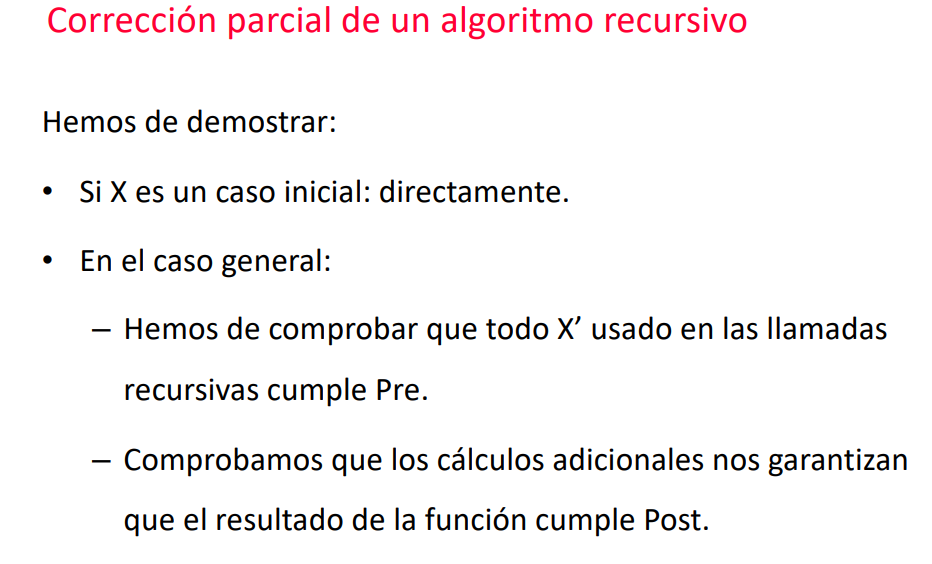 Corrección parcial de un algoritmo recursivo
Hemos de demostrar:
• Si X es un caso inicial: directamente.
• En el caso general:
– Hemos de comprobar que todo X’ usado en las llamadas
recursivas cumple Pre.
– Comprobamos que los cálculos adicionales nos garantizan
que el resultado de la función cumple Post.